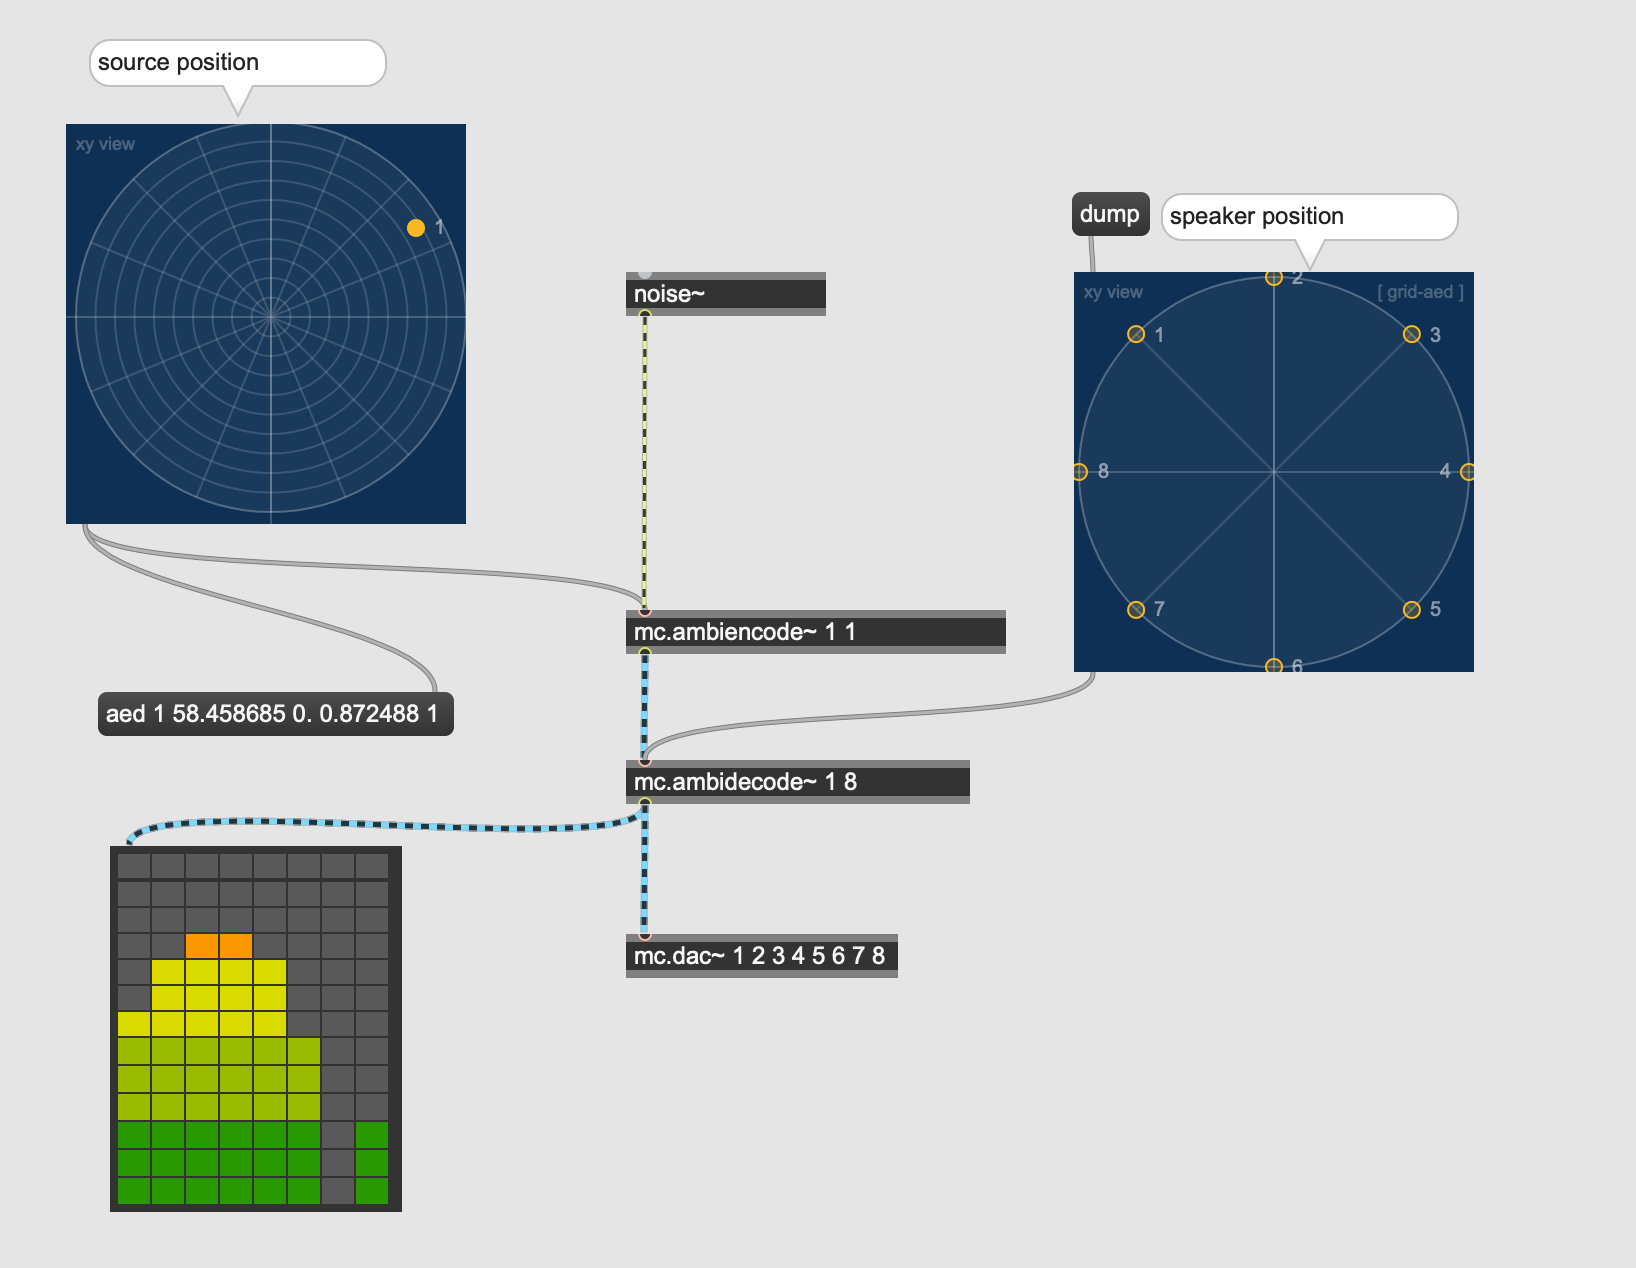 source position
xy view
1
dump
speaker position
xy view
[ grid-aed ]
2
1
3
8
4
7
5
6
noise~
mc.ambiencode~ 1 1
aed 1 58.458685 0. 0.872488 1
mc.ambidecode~ 1 8
mc.dac~ 1 2 3 4 5 6 7 8